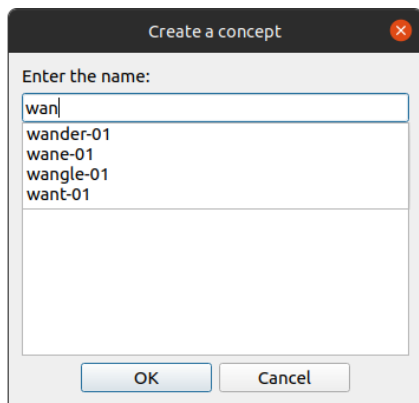 Create a concept
Enter the name:
wan
wander-01
wane-01
wangle-01
want-01
OK
Cancel